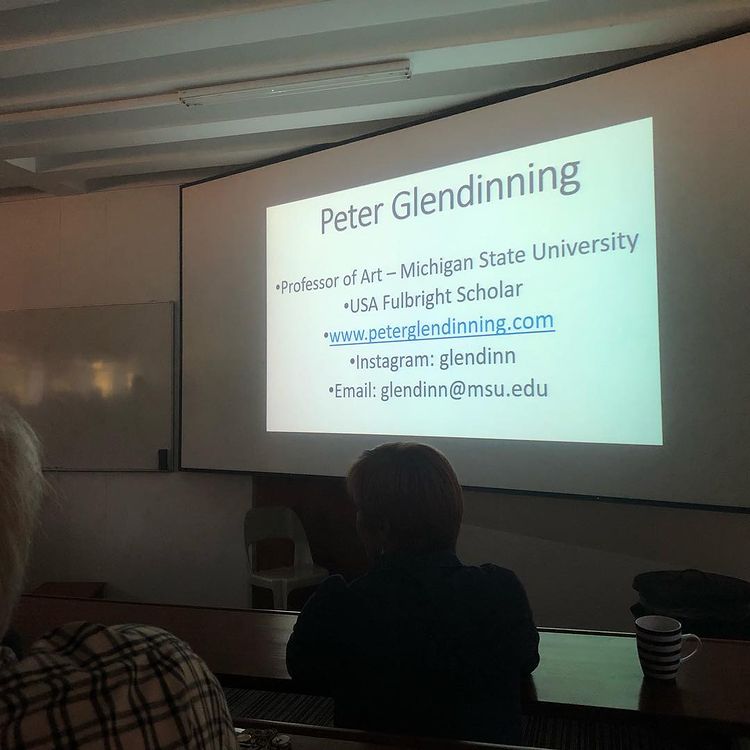 Peter Glendinning
•Professor of Art – Michigan State University
•USA Fulbright Scholar
•www.peterglendinning.com
•Instagram: glendinn
•Email: glendinn@msu.edu